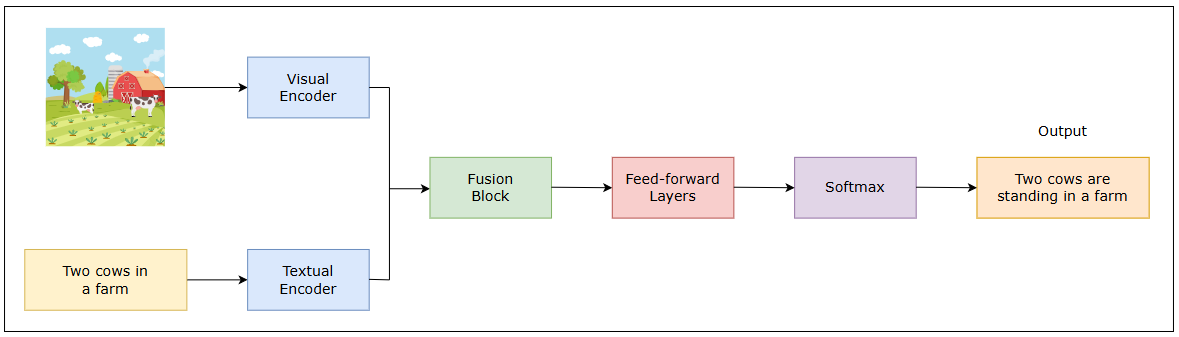 Visual
Encoder
Output
Fusion
Block
Feed-forward
Layers
Softmax
Two cows are
standing in a farm
Two cows in
a farm
Textual
Encoder